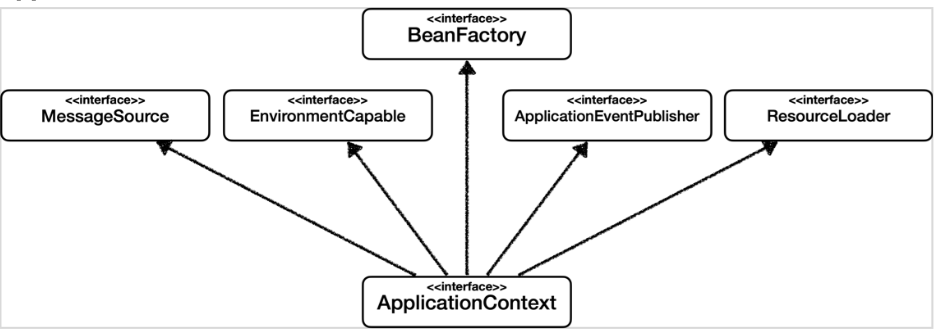 <<interface>>
BeanFactory
<<interface>>
MessageSource
<<interface>>
EnvironmentCapable
<<interface>>
ApplicationEventPublisher
<<interface>>
ResourceLoader
<<interface>>
ApplicationContext